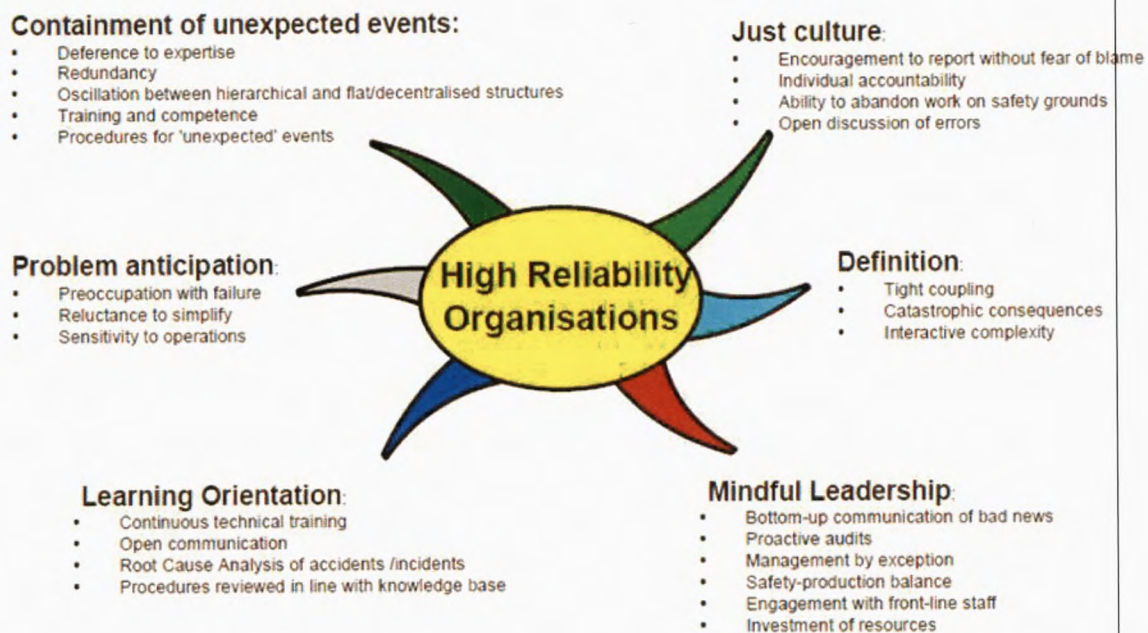 Containment of unexpected events:
• Deference to expertise
• Redundancy
• Oscillation between hierarchical and flat/decentralised structures
• Training and competence
• Procedures for 'unexpected' events
Just culture:
• Encouragement to report without fear of blame
• Individual accountability
• Ability to abandon work on safety grounds
• Open discussion of errors
Problem anticipation:
• Preoccupation with failure
• Reluctance to simplify
• Sensitivity to operations
High Reliability
Organisations
Definition:
• Tight coupling
• Catastrophic consequences
• Interactive complexity
Learning Orientation:
• Continuous technical training
• Open communication
• Root Cause Analysis of accidents /incidents
• Procedures reviewed in line with knowledge base
Mindful Leadership:
• Bottom-up communication of bad news
• Proactive audits
• Management by exception
• Safety-production balance
• Engagement with front-line staff
• Investment of resources